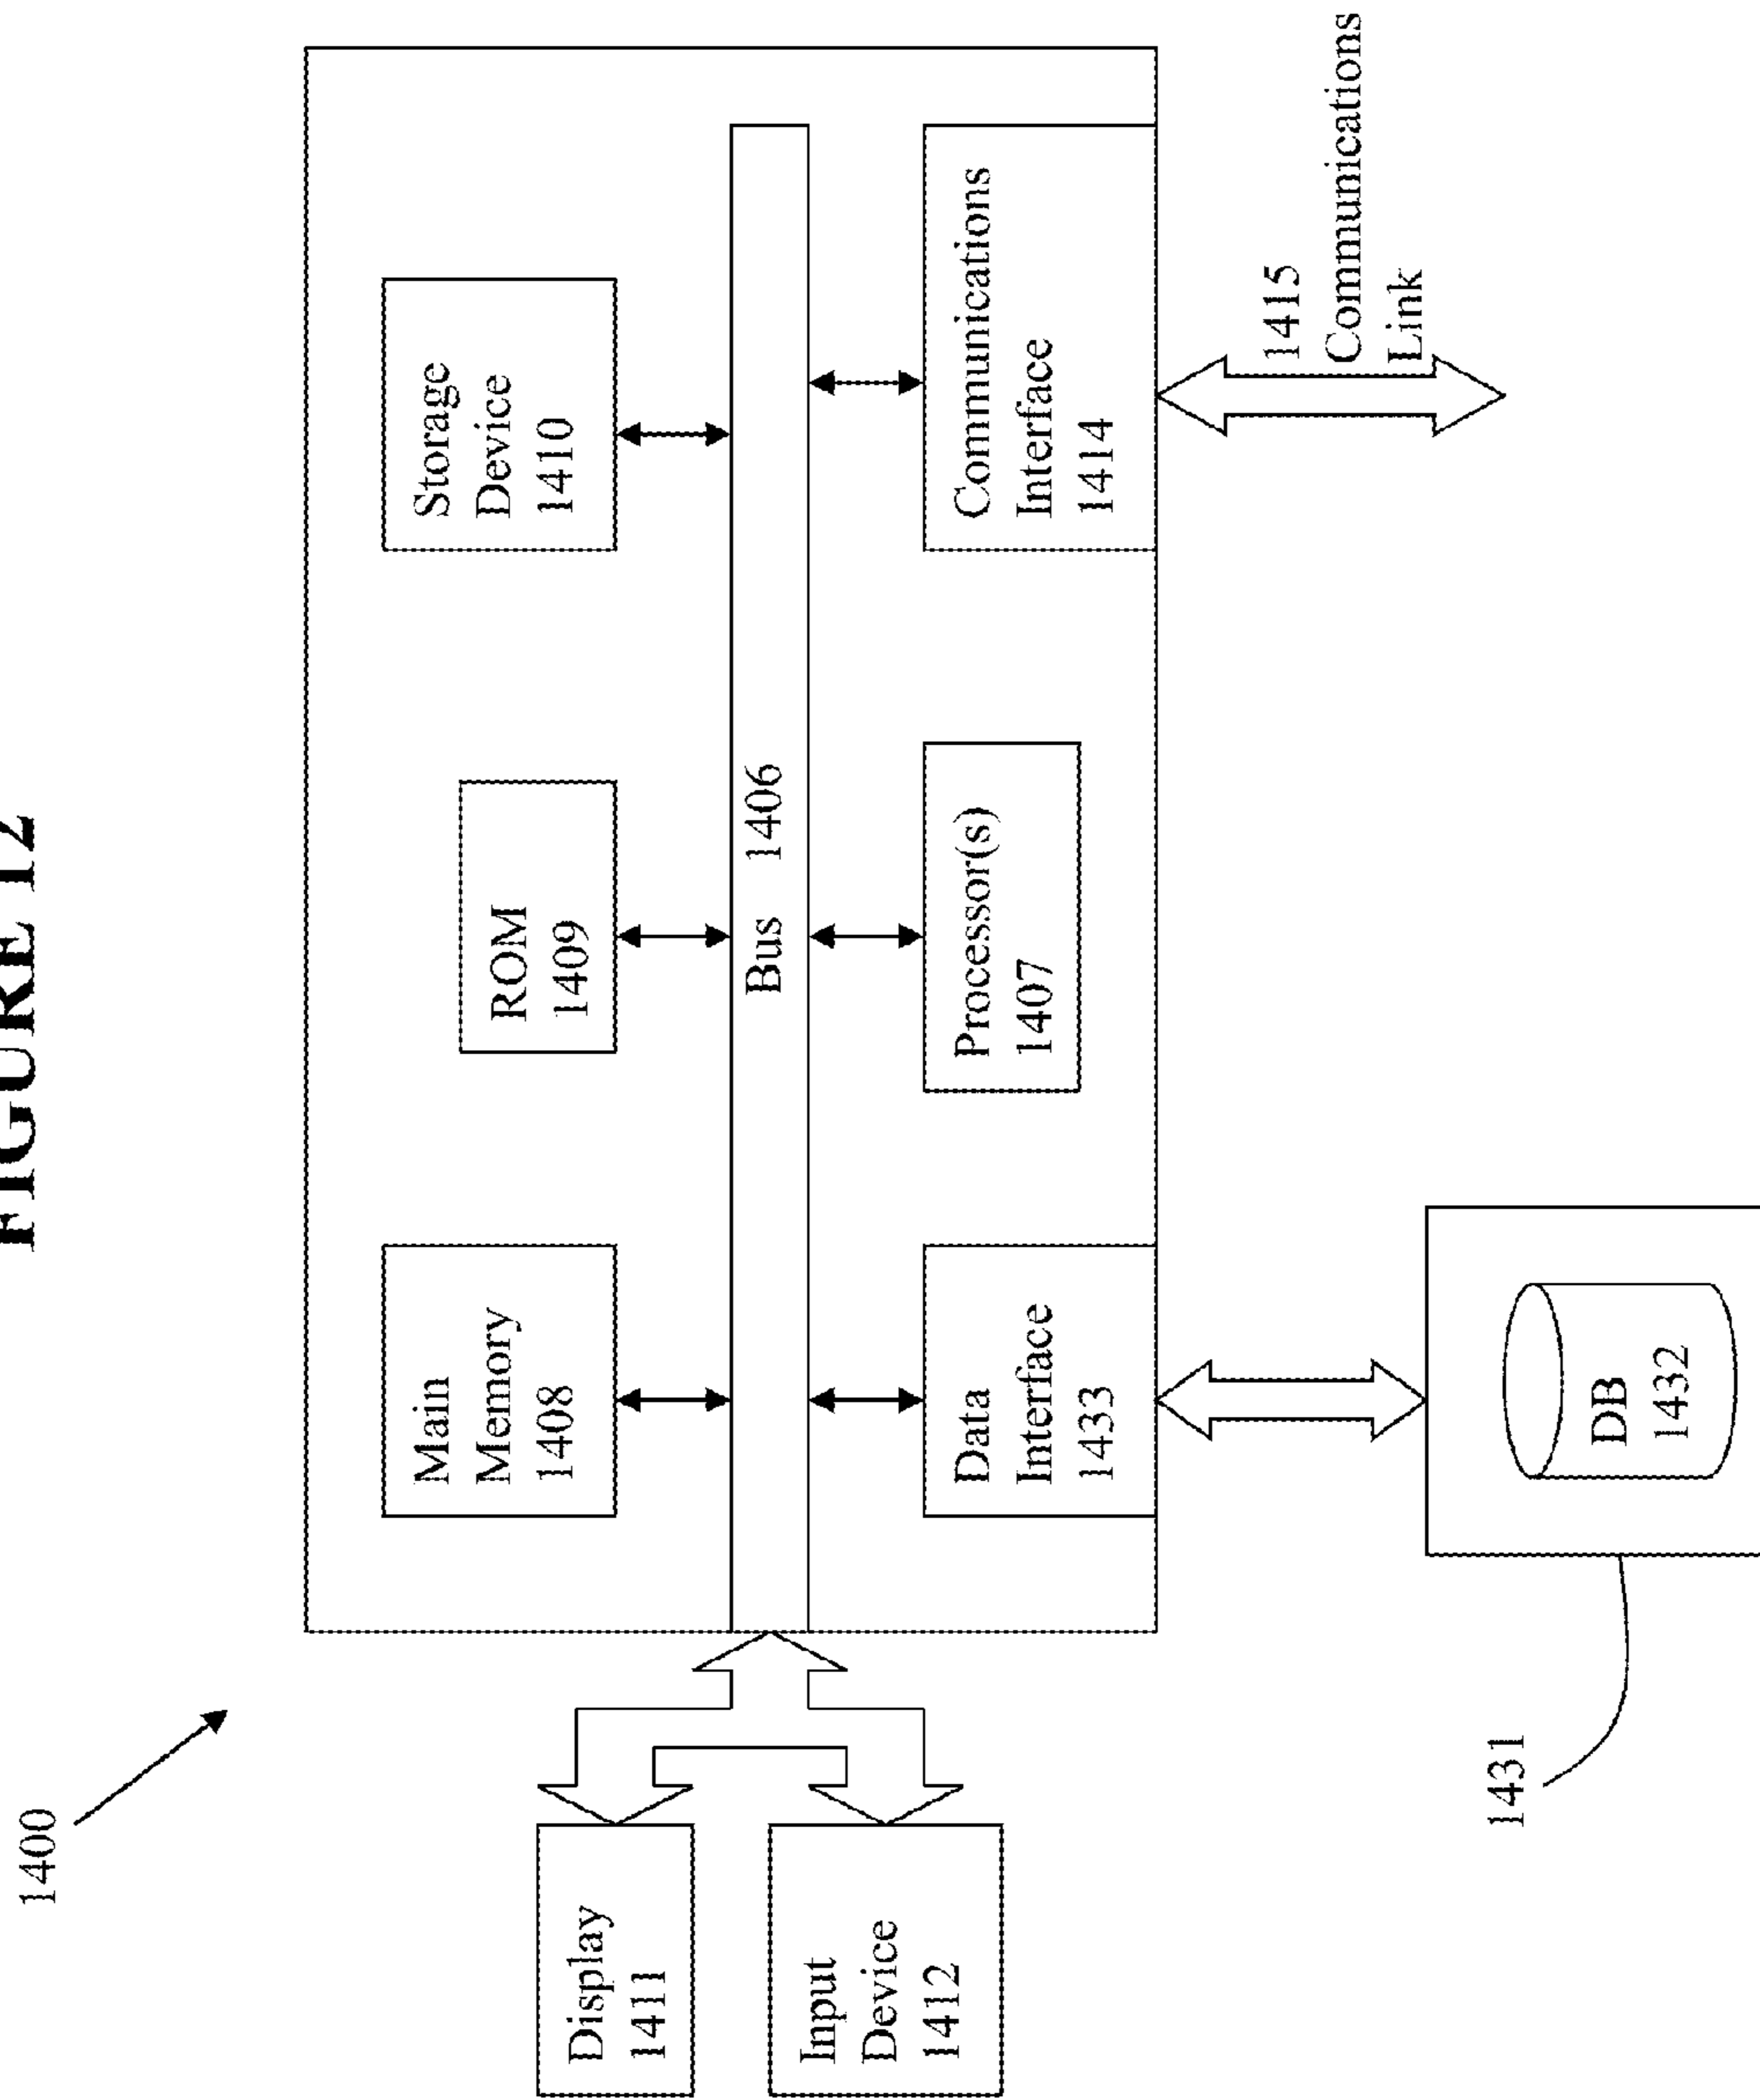 FIGURE 12
1400
Main
Memory
1408
ROM
1409
Storage
Device
1410
Display
1411
Bus 1406
Input
Device
1412
Data
Interface
1433
Processor(s)
1407
Communications
Interface
1414
1415
Communications
Link
1431
DB
1432